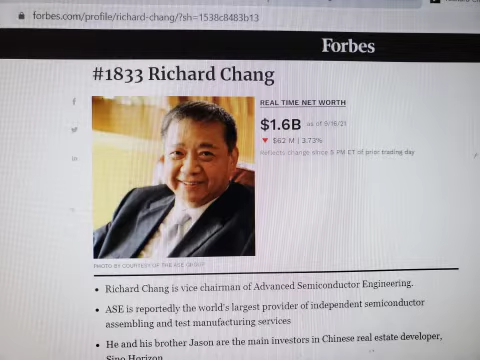 forbes.com/profile/richard-chang/?sh=1538c8483b13
Forbes
#1833 Richard Chang
REAL TIME NET WORTH
$1.6B as of 9/16/21
$62 M | 3.73%
Reflects change since 5 PM ET of prior trading day
f
in
PHOTO BY COURTESY OF THE ASE GROUP
• Richard Chang is vice chairman of Advanced Semiconductor Engineering.
• ASE is reportedly the world's largest provider of independent semiconductor
assembling and test manufacturing services
• He and his brother Jason are the main investors in Chinese real estate developer,
Sino Horizon